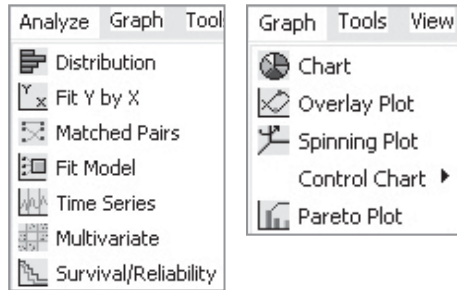 Analyze Graph Tool
Distribution
Fit Y by X
Matched Pairs
Fit Model
Time Series
Multivariate
Survival/Reliability
Graph Tools View
Chart
Overlay Plot
Spinning Plot
Control Chart
Pareto Plot